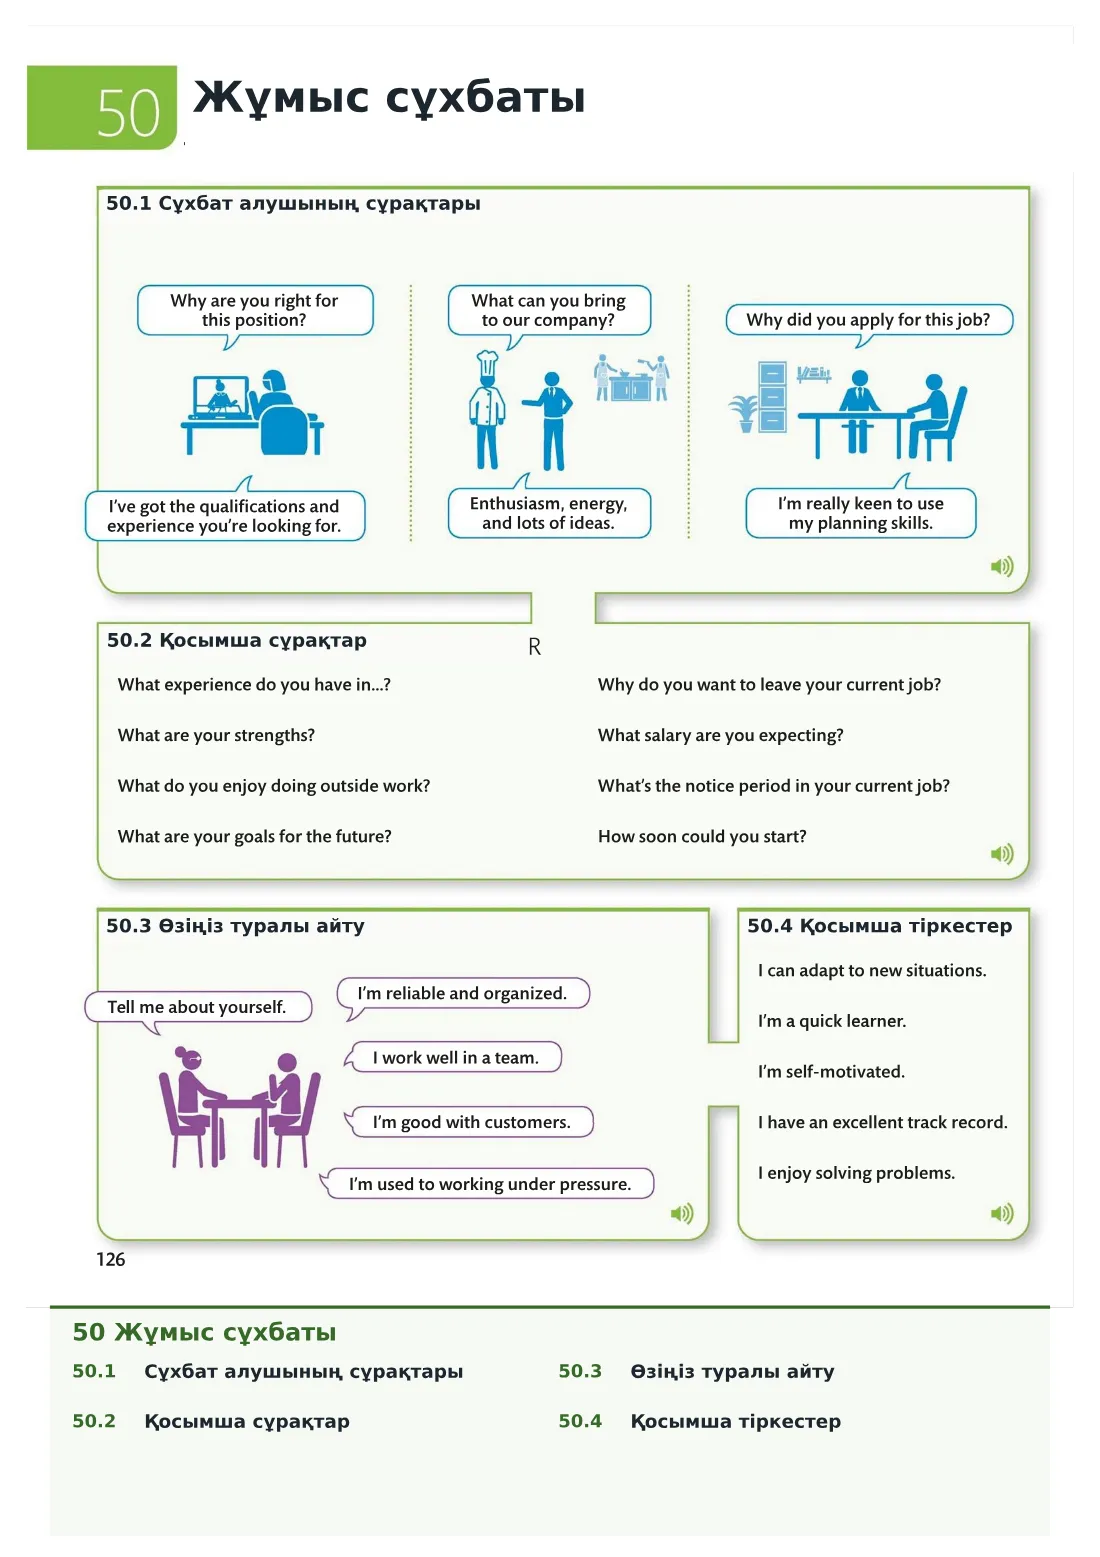 50
Жұмыс сұхбаты
50.1 Сұхбат алушының сұрақтары
Why are you right for
this position?
What can you bring
to our company?
Why did you apply for this job?
I've got the qualifications and
experience you're looking for.
Enthusiasm, energy,
and lots of ideas.
I'm really keen to use
my planning skills.
50.2 Қосымша сұрақтар
R
What experience do you have in...?
What are your strengths?
What do you enjoy doing outside work?
What are your goals for the future?
Why do you want to leave your current job?
What salary are you expecting?
What's the notice period in your current job?
How soon could you start?
50.3 Өзіңіз туралы айту
Tell me about yourself.
I'm reliable and organized.
I work well in a team.
I'm good with customers.
I'm used to working under pressure.
50.4 Қосымша тіркестер
I can adapt to new situations.
I'm a quick learner.
I'm self-motivated.
I have an excellent track record.
I enjoy solving problems.
126
50 Жұмыс сұхбаты
50.1 Сұхбат алушының сұрақтары
50.2 Қосымша сұрақтар
50.3 Өзіңіз туралы айту
50.4 Қосымша тіркестер